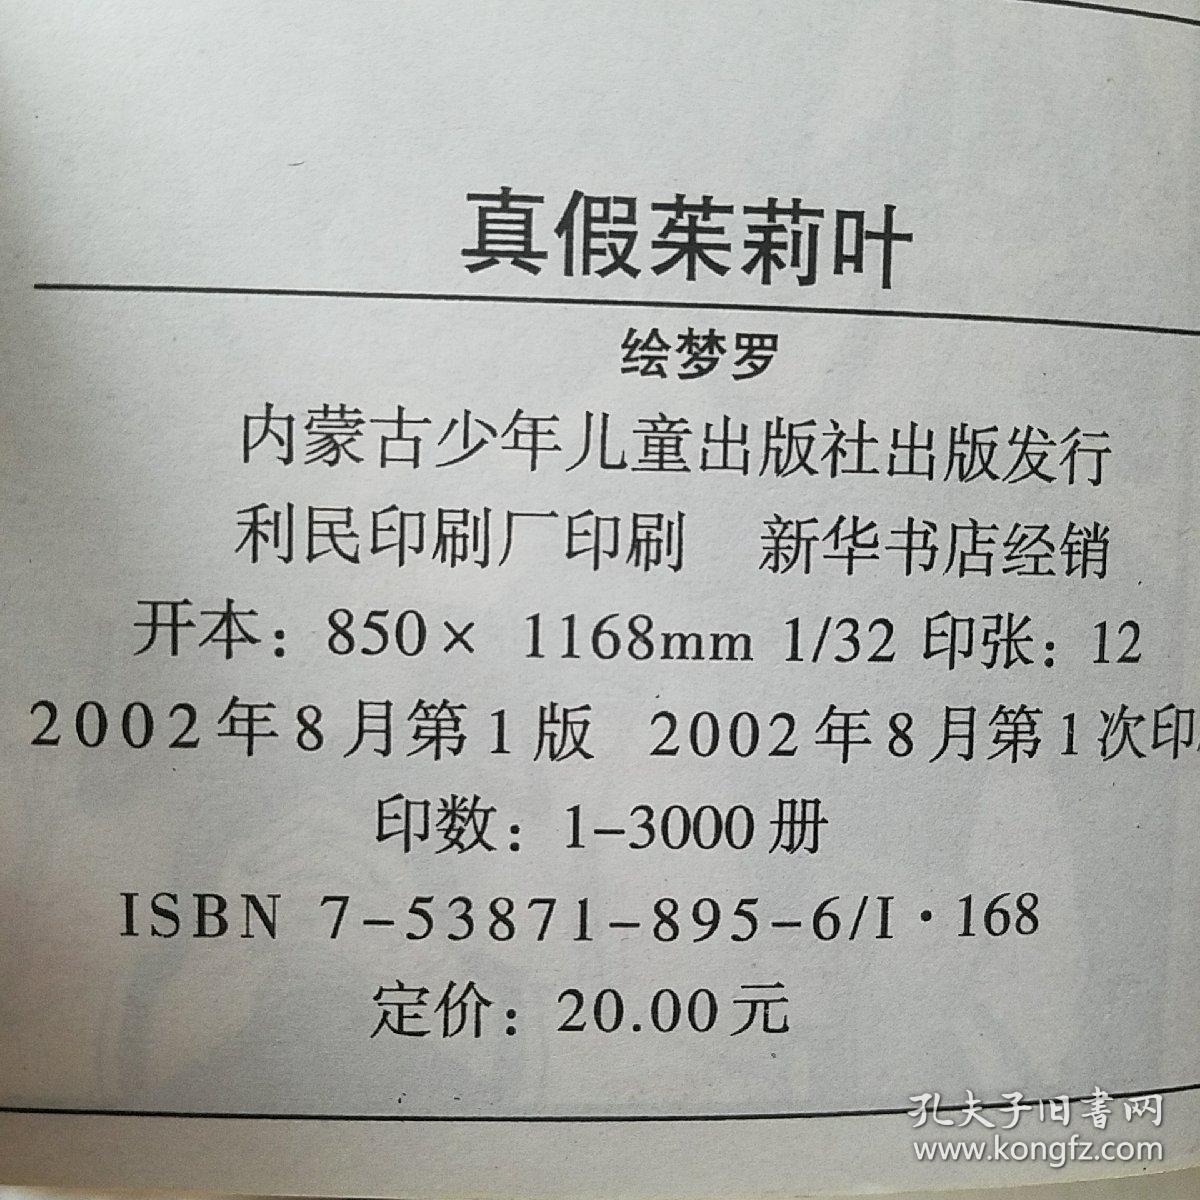 真假茱莉叶
绘梦罗
内蒙古少年儿童出版社出版发行
利民印刷厂印刷 新华书店经销
开本：850× 1168mm 1/32 印张：12
2002年8月第1版 2002年8月第1次印
印数：1-3000册
ISBN 7-53871-895-6/I·168
定价：20.00元
孔夫子旧書网
www.kongfz.com